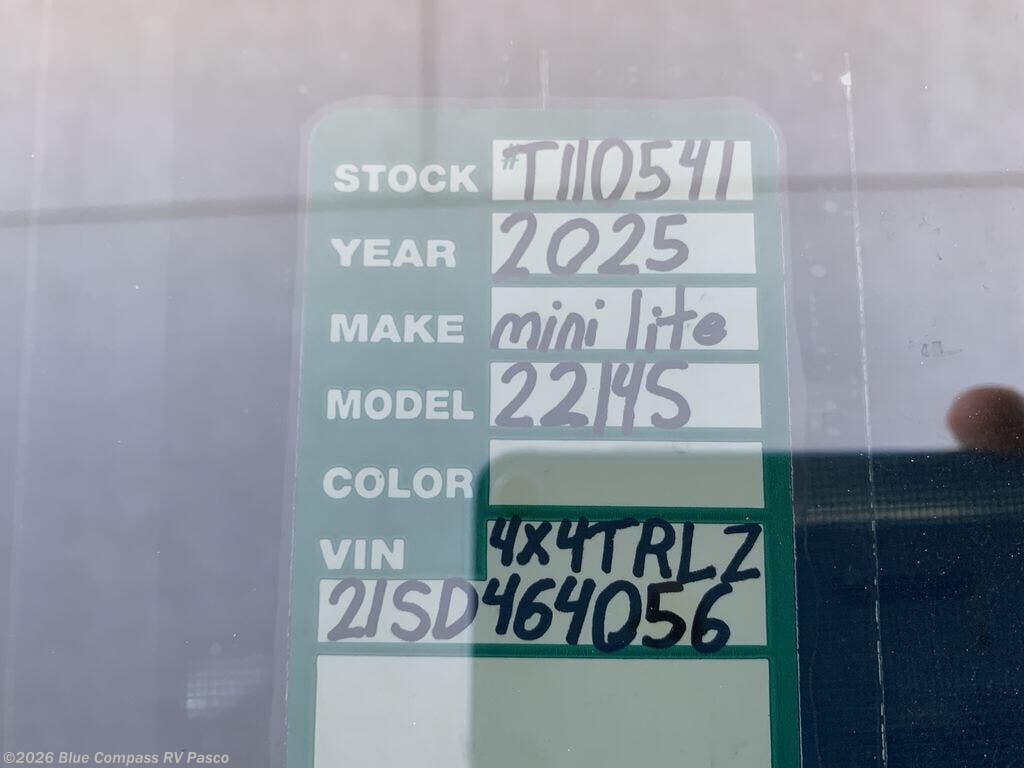 STOCK #T110541
YEAR 2025
MAKE mini lite
MODEL 2214S
COLOR
VIN 4X4TRLZ
21SD464056
©2026 Blue Compass RV Pasco